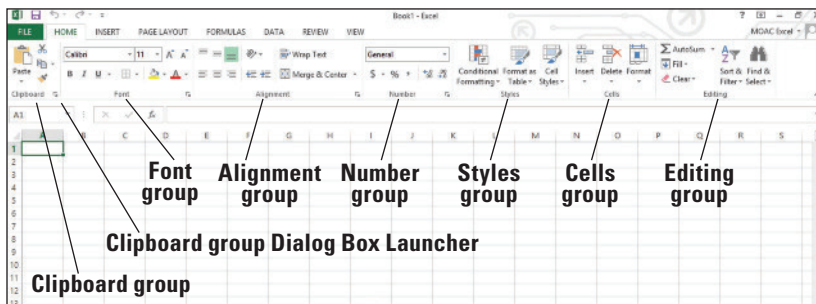 Book1 - Excel
FILE HOME INSERT PAGE LAYOUT FORMULAS DATA REVIEW VIEW MOAC Excel
Calibri 11 A A Wrap Text General AutoSum
Fill
Paste B I U A Merge & Center $ % , Conditional Format as Cell Insert Delete Format Clear Sort & Find &
Formatting Table Styles Filter Select
Clipboard Font Alignment Number Styles Cells Editing
A1 fx
A B C D E F G H I J K L M N O P Q R S
1
2
3
4
5
6
7
8
9
10
11
12
13
Font group
Alignment group
Number group
Styles group
Cells group
Editing group
Clipboard group Dialog Box Launcher
Clipboard group